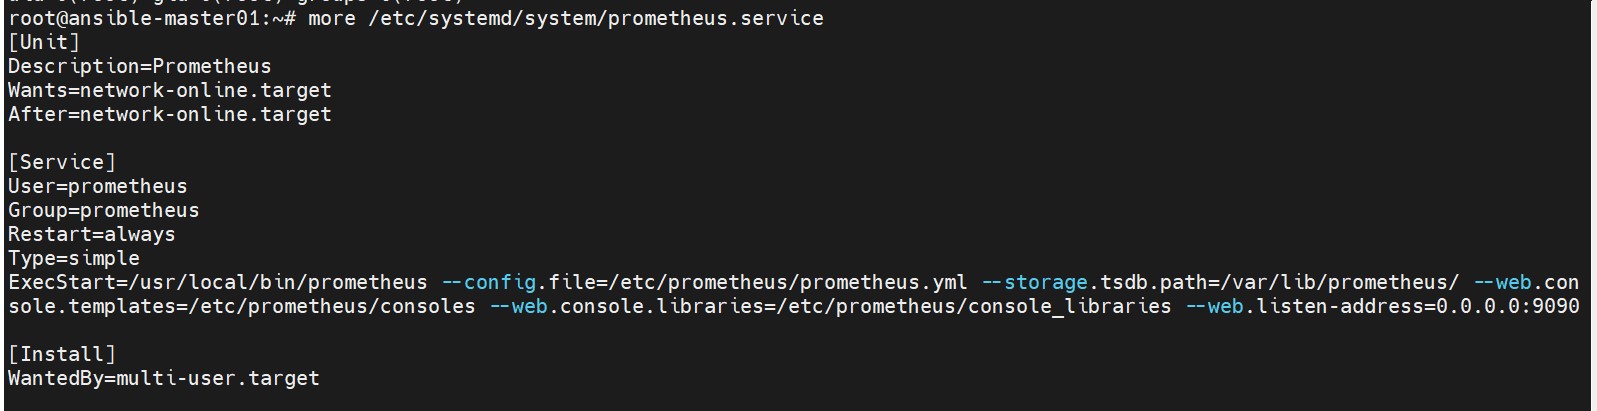 root@ansible-master01:~# more /etc/systemd/system/prometheus.service
[Unit]
Description=Prometheus
Wants=network-online.target
After=network-online.target

[Service]
User=prometheus
Group=prometheus
Restart=always
Type=simple
ExecStart=/usr/local/bin/prometheus --config.file=/etc/prometheus/prometheus.yml --storage.tsdb.path=/var/lib/prometheus/ --web.con
sole.templates=/etc/prometheus/consoles --web.console.libraries=/etc/prometheus/console_libraries --web.listen-address=0.0.0.0:9090

[Install]
WantedBy=multi-user.target